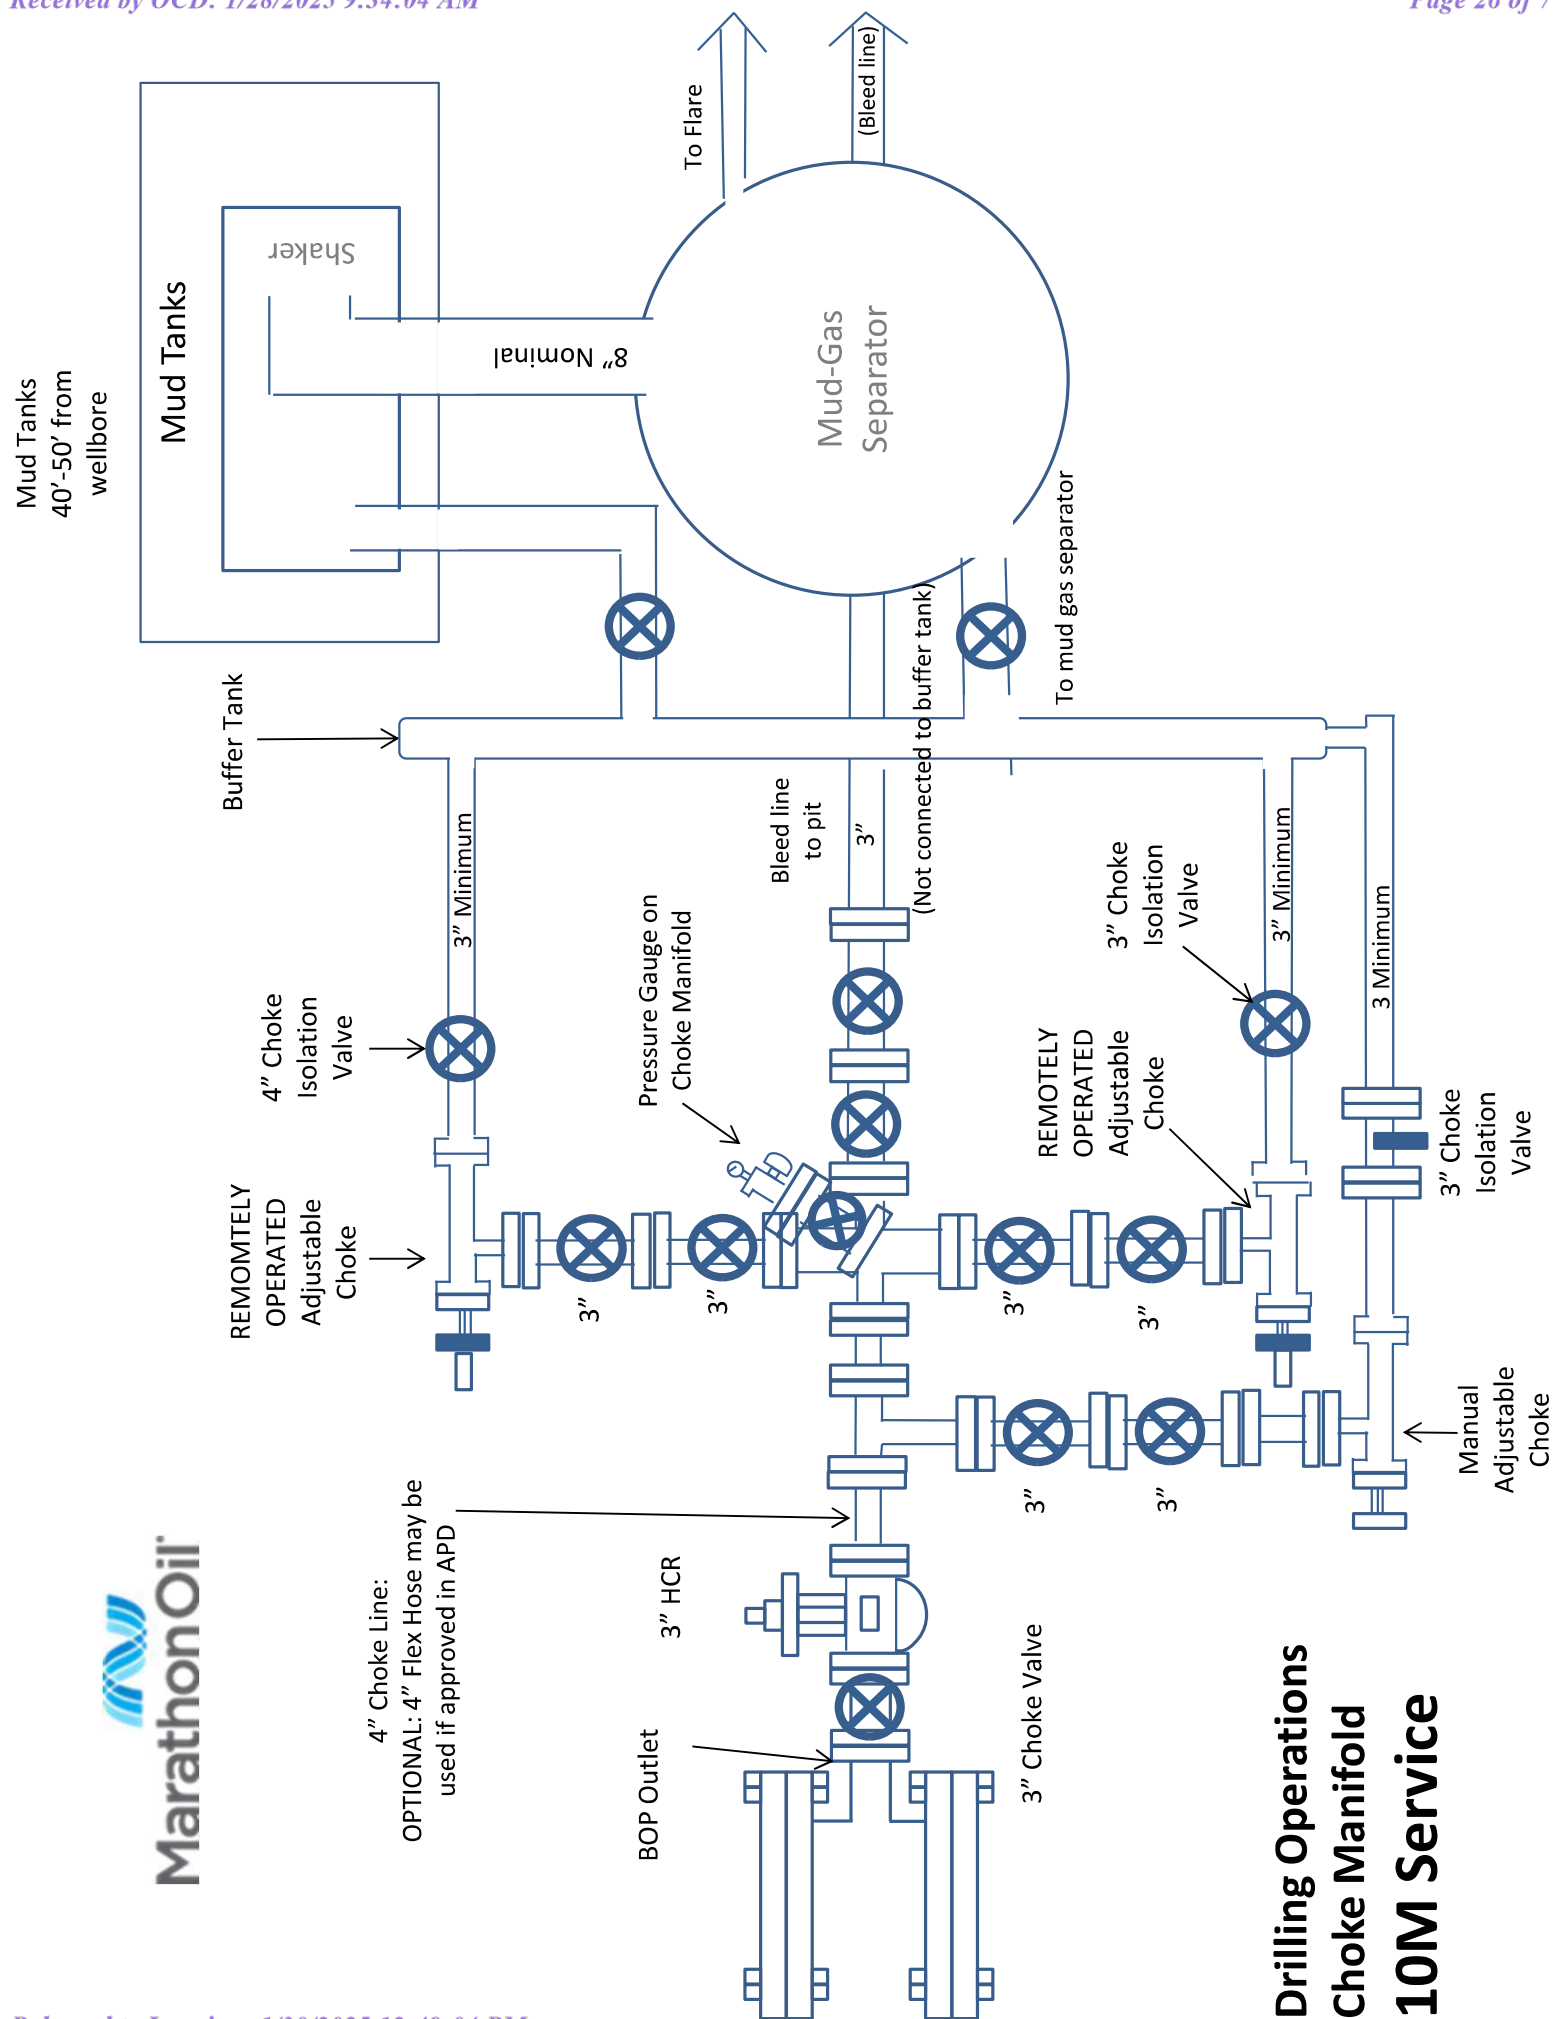 Received by OCD: 1/28/2025 9:54:04 AM
Page 26 of 7
Mud Tanks
40’-50’ from
wellbore
Mud Tanks
Shaker
8” Nominal
To Flare
(Bleed line)
Mud-Gas
Separator
Buffer Tank
To mud gas separator
(Not connected to buffer tank)
Bleed line
to pit
3”
3” Minimum
3” Minimum
3 Minimum
4” Choke
Isolation
Valve
Pressure Gauge on
Choke Manifold
3” Choke
Isolation
Valve
REMOTELY
OPERATED
Adjustable
Choke
3” Choke
Isolation
Valve
REMOMTELY
OPERATED
Adjustable
Choke
3”
3”
3”
3”
3”
3”
Manual
Adjustable
Choke
MarathonOil
4” Choke Line:
OPTIONAL: 4” Flex Hose may be
used if approved in APD
3” HCR
BOP Outlet
3” Choke Valve
Drilling Operations
Choke Manifold
10M Service